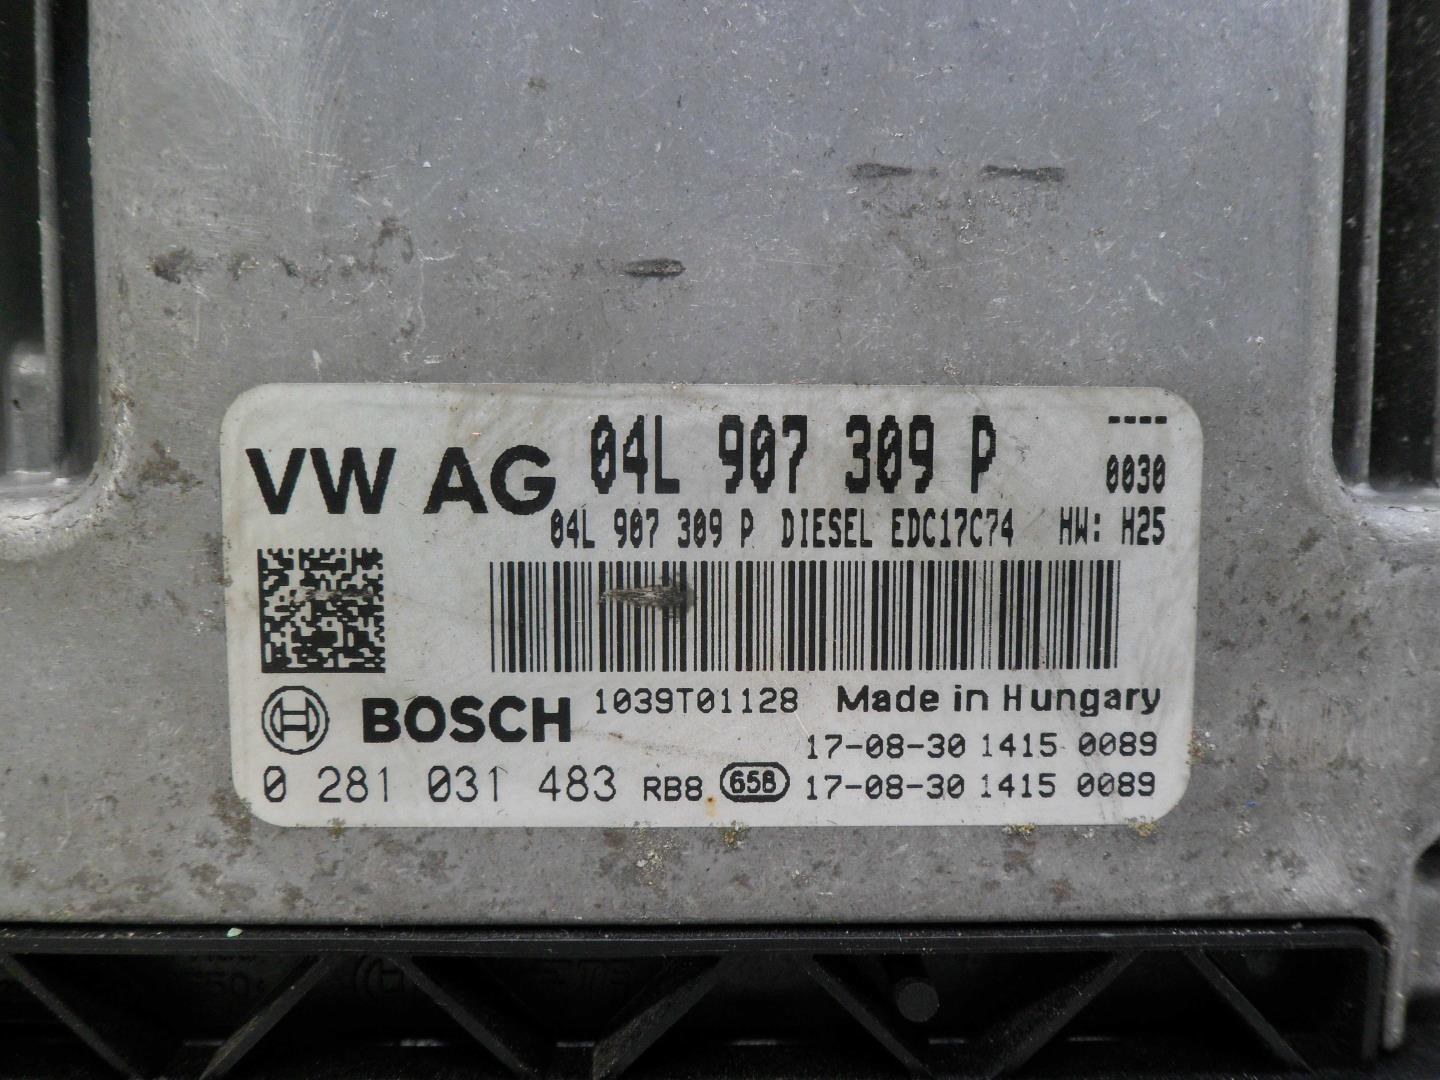 VW AG 04L 907 309 P ----
0030
04L 907 309 P DIESEL EDC17C74 HW: H25
BOSCH 1039T01128 Made in Hungary
17-08-30 1415 0089
0 281 031 483 RB8 658 17-08-30 1415 0089